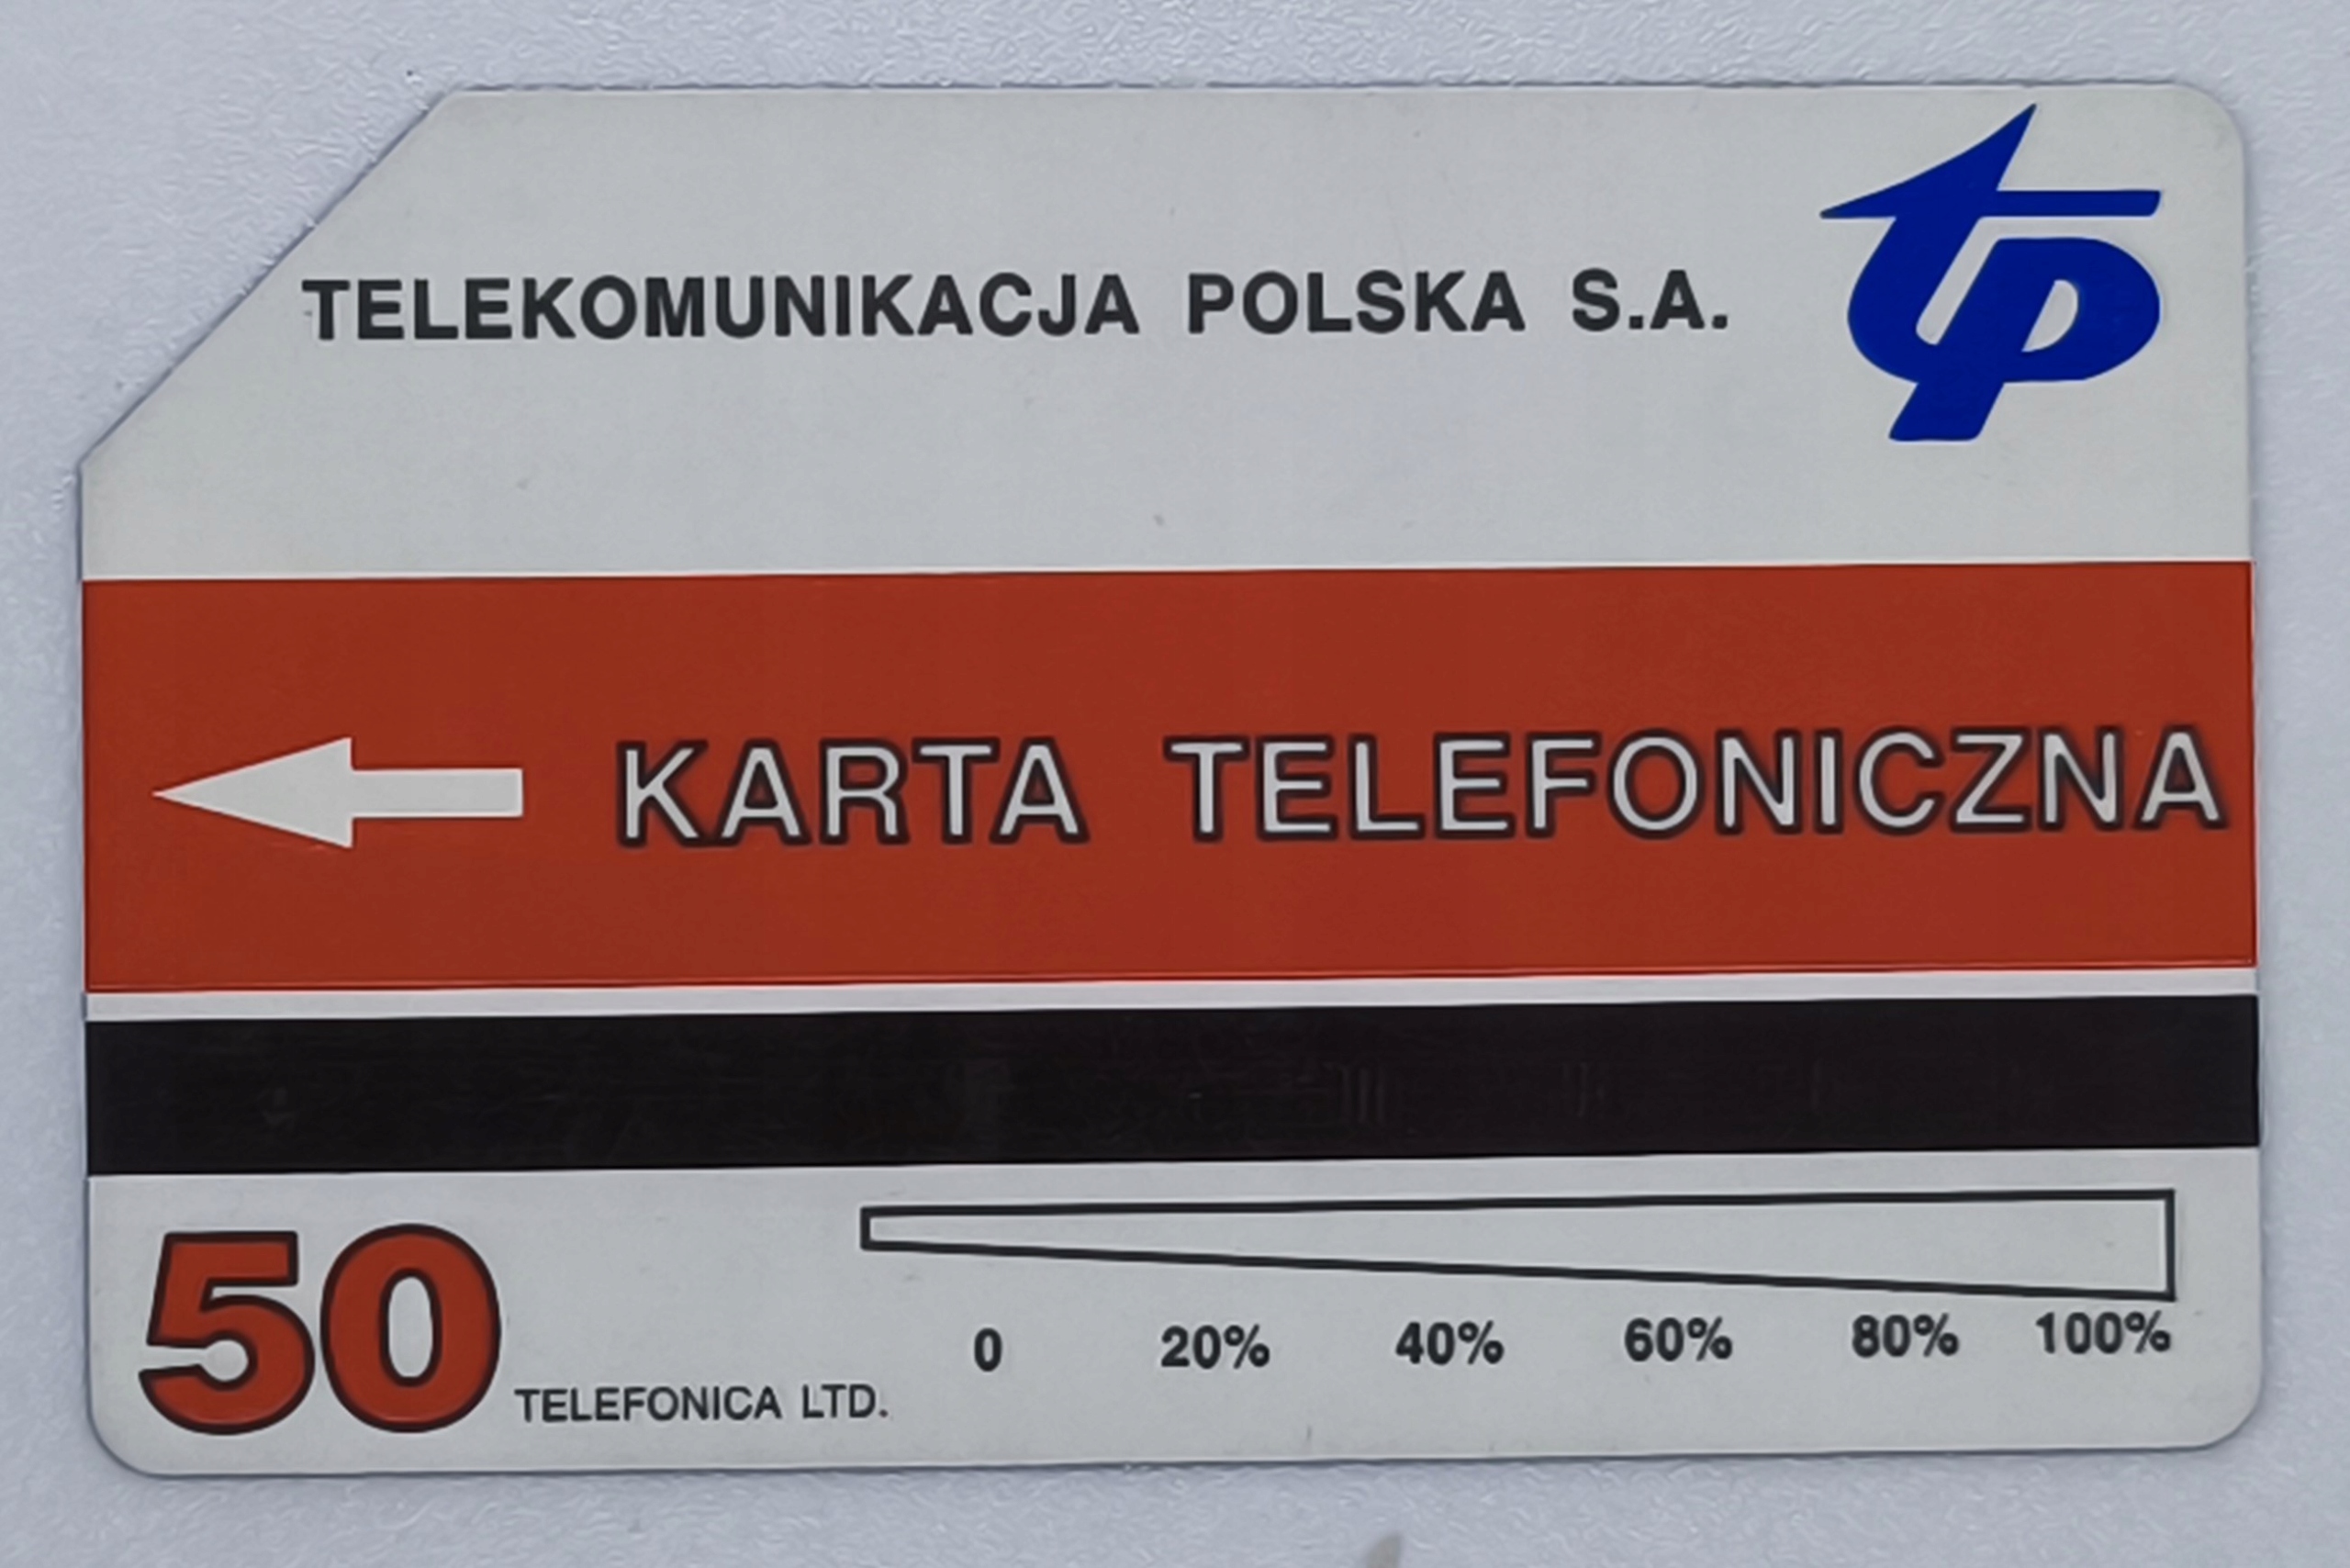 TELEKOMUNIKACJA POLSKA S.A.
tp
KARTA TELEFONICZNA
50
TELEFONICA LTD.
0 20% 40% 60% 80% 100%